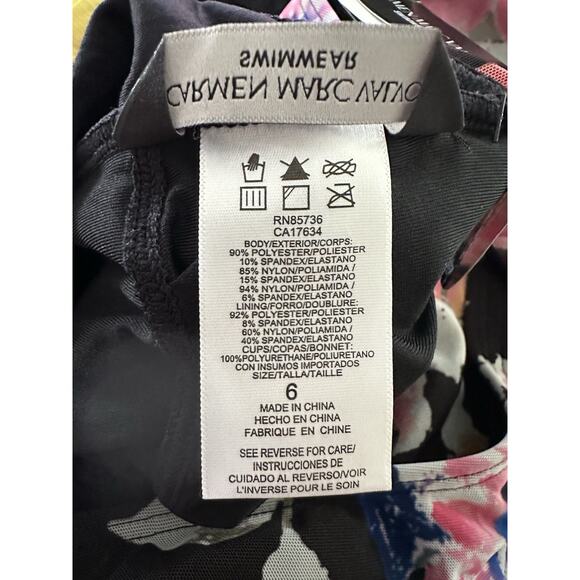 CARMEN MARC VALVO
SWIMWEAR
RN85736
CA17634
BODY/EXTERIOR/CORPS:
90% POLYESTER/POLIESTER
10% SPANDEX/ELASTANO
85% NYLON/POLIAMIDA /
15% SPANDEX/ELASTANO
94% NYLON/POLIAMIDA /
6% SPANDEX/ELASTANO
LINING/FORRO/DOUBLURE:
92% POLYESTER/POLIESTER
8% SPANDEX/ELASTANO
60% NYLON/POLIAMIDA /
40% SPANDEX/ELASTANO
CUPS/COPAS/BONNET:
100%POLYURETHANE/POLIURETANO
CON INSUMOS IMPORTADOS
SIZE/TALLA/TAILLE
6
MADE IN CHINA
HECHO EN CHINA
FABRIQUE EN CHINE
SEE REVERSE FOR CARE/
INSTRUCCIONES DE
CUIDADO AL REVERSO/VOIR
L'INVERSE POUR LE SOIN